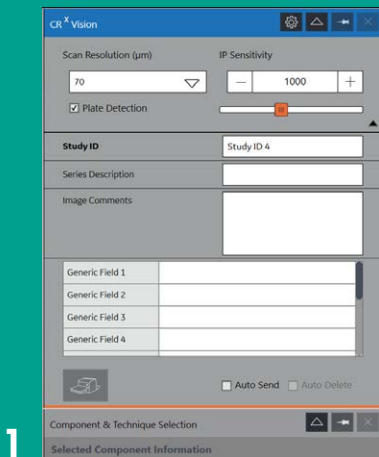 CR X Vision
Scan Resolution (μm) IP Sensitivity
70 − 1000 +
Plate Detection
Study ID Study ID 4
Series Description
Image Comments
Generic Field 1
Generic Field 2
Generic Field 3
Generic Field 4
Auto Send Auto Delete
1
Component & Technique Selection
Selected Component Information